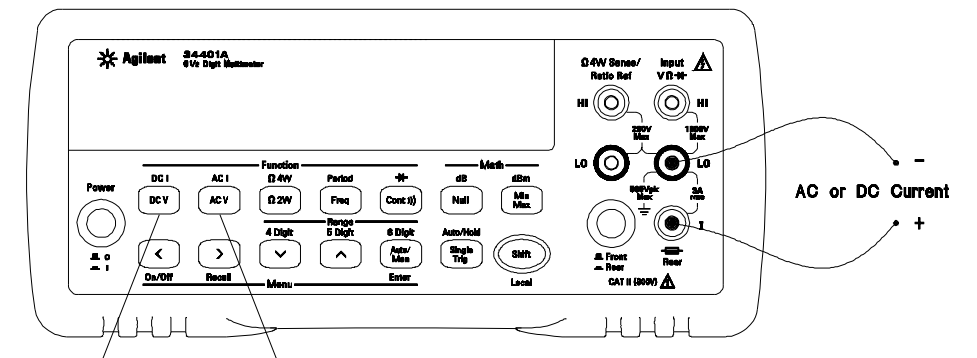 Agilent 34401A
6½ Digit Multimeter
Ω 4W Sense/
Ratio Ref
Input
V Ω
HI
HI
200V
Max
1000V
Max
LO
LO
500Vpk
Max
3A
I
Front
Rear
Rear
CAT II (300V)
Function
Math
DC I
AC I
Ω 4W
Period
dB
dBm
Power
DC V
AC V
Ω 2W
Freq
Cont
Null
Min
Max
Range
4 Digit
5 Digit
6 Digit
Auto/Hold
<
>
Auto/
Man
Single
Trig
Shift
On/Off
Recall
Enter
Local
Menu
−
AC or DC Current
+